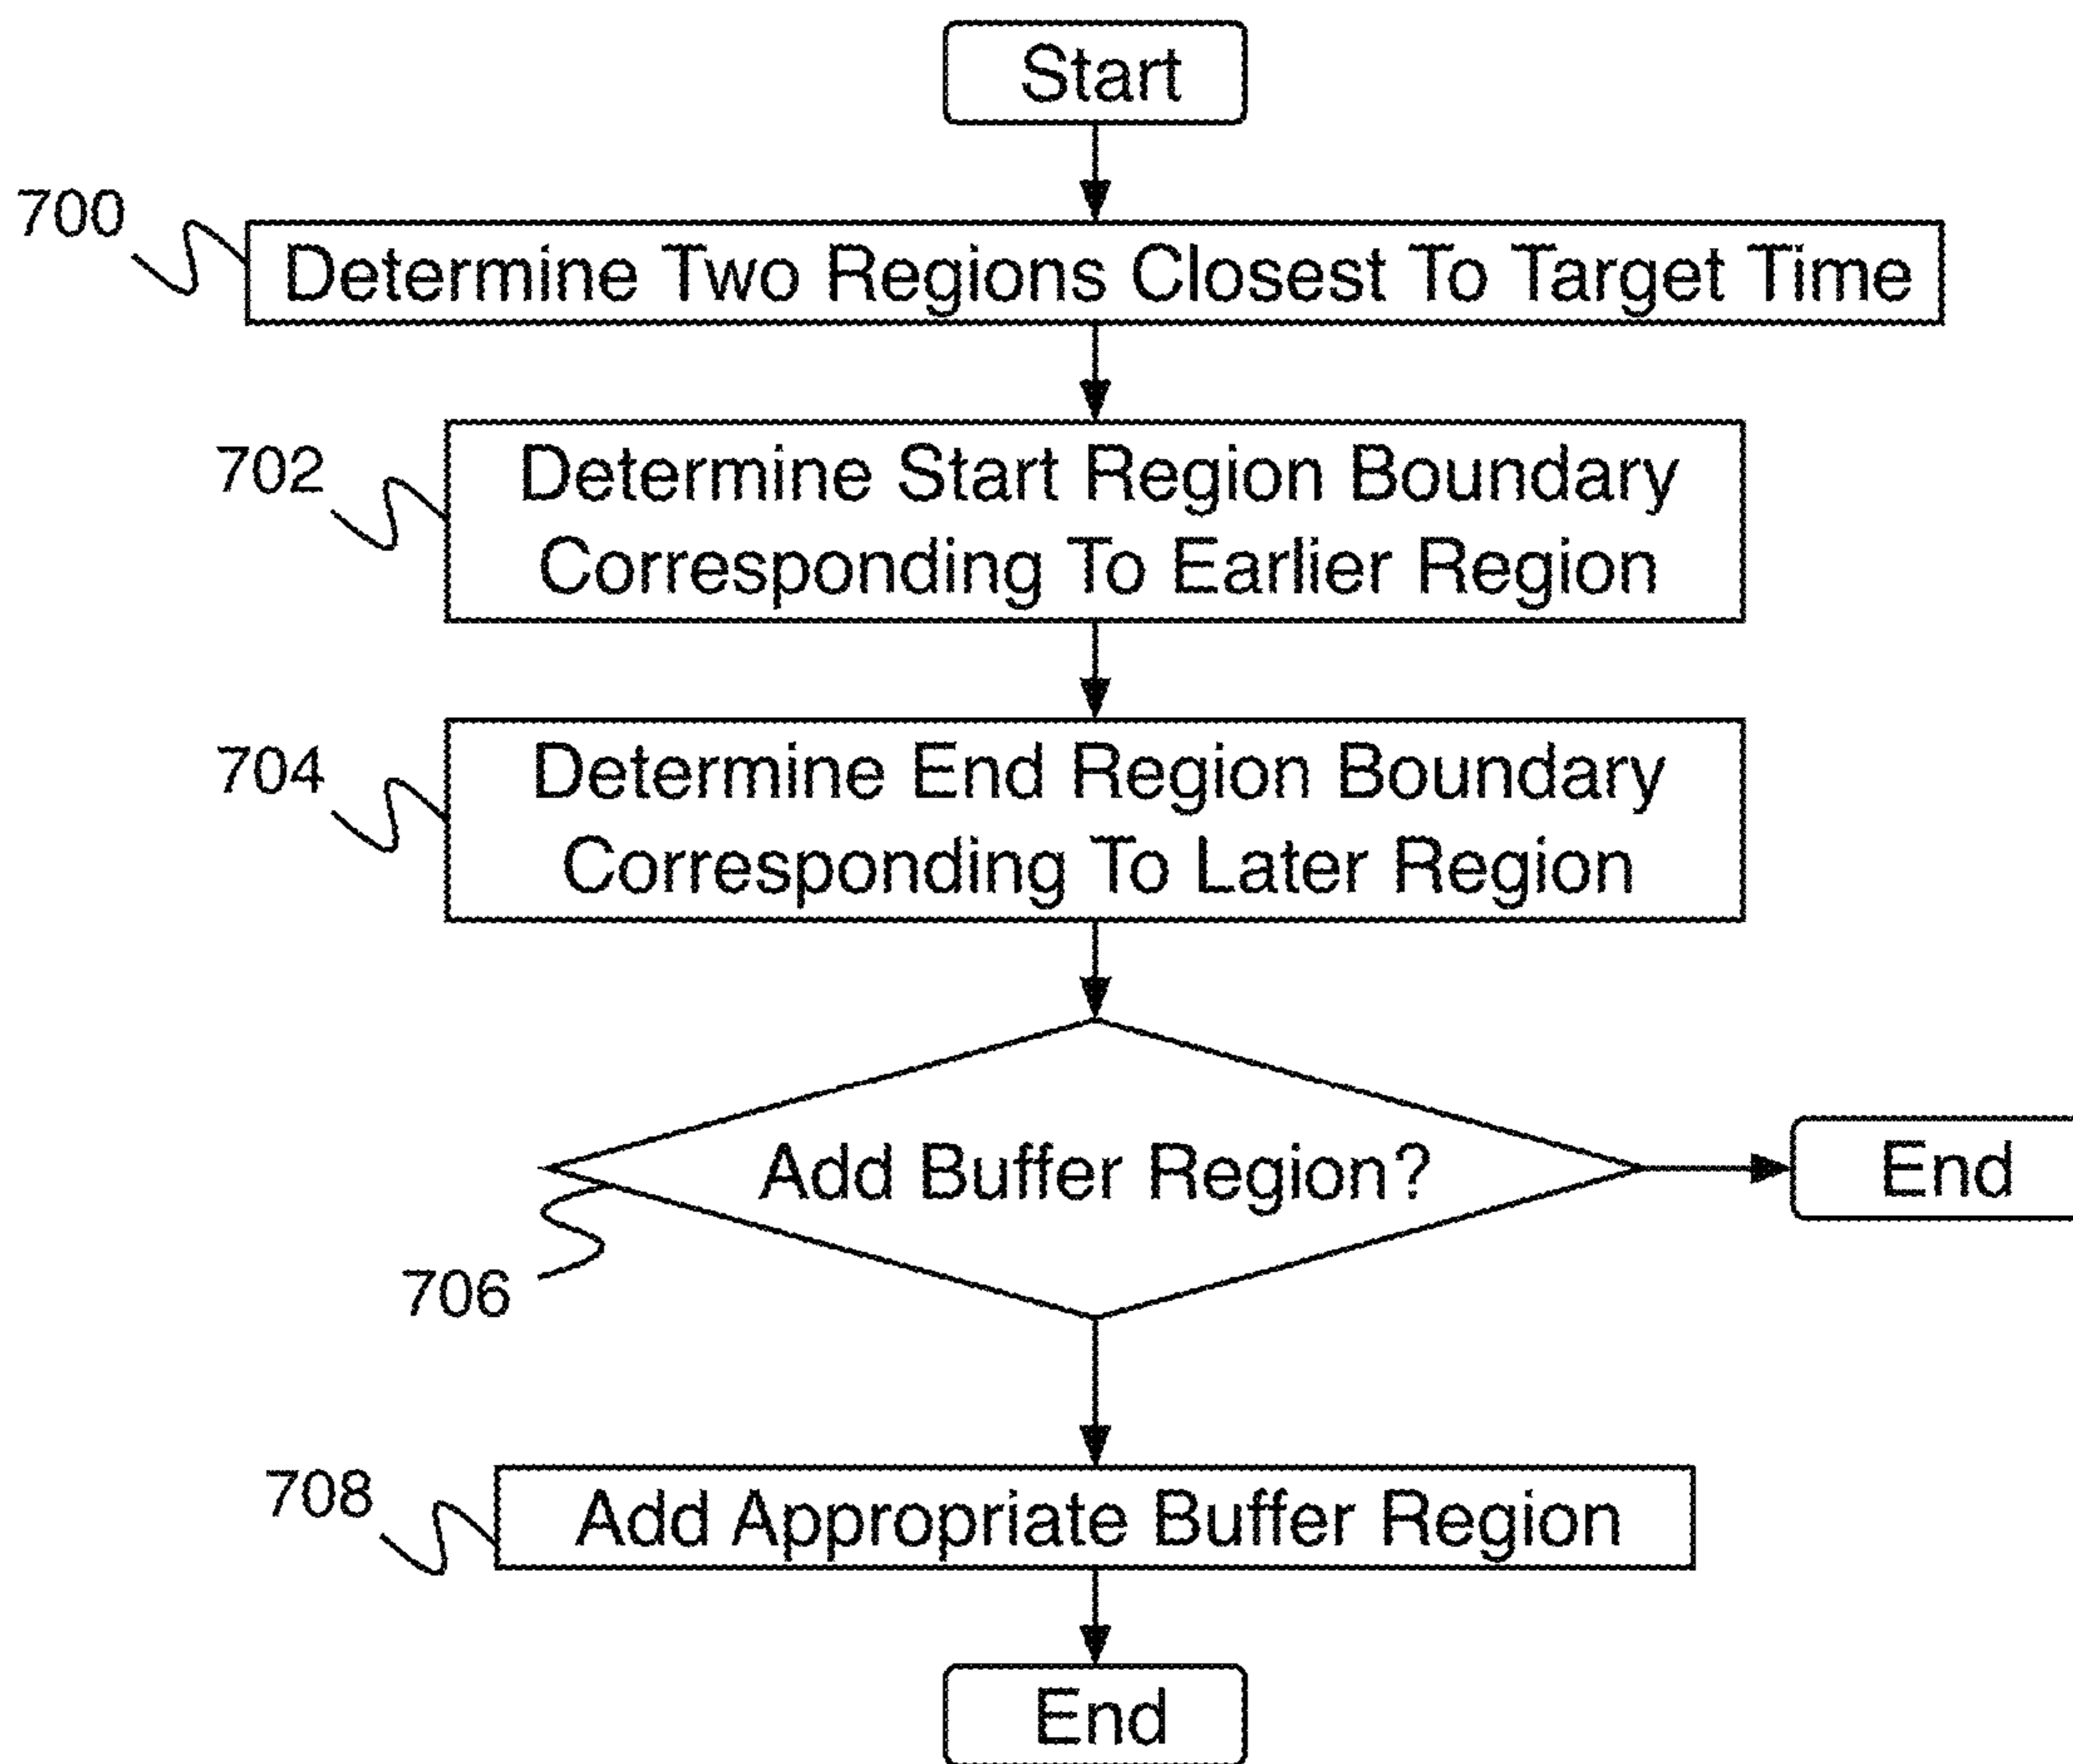 Start
700
Determine Two Regions Closest To Target Time
702
Determine Start Region Boundary
Corresponding To Earlier Region
704
Determine End Region Boundary
Corresponding To Later Region
Add Buffer Region?
End
706
708
Add Appropriate Buffer Region
End